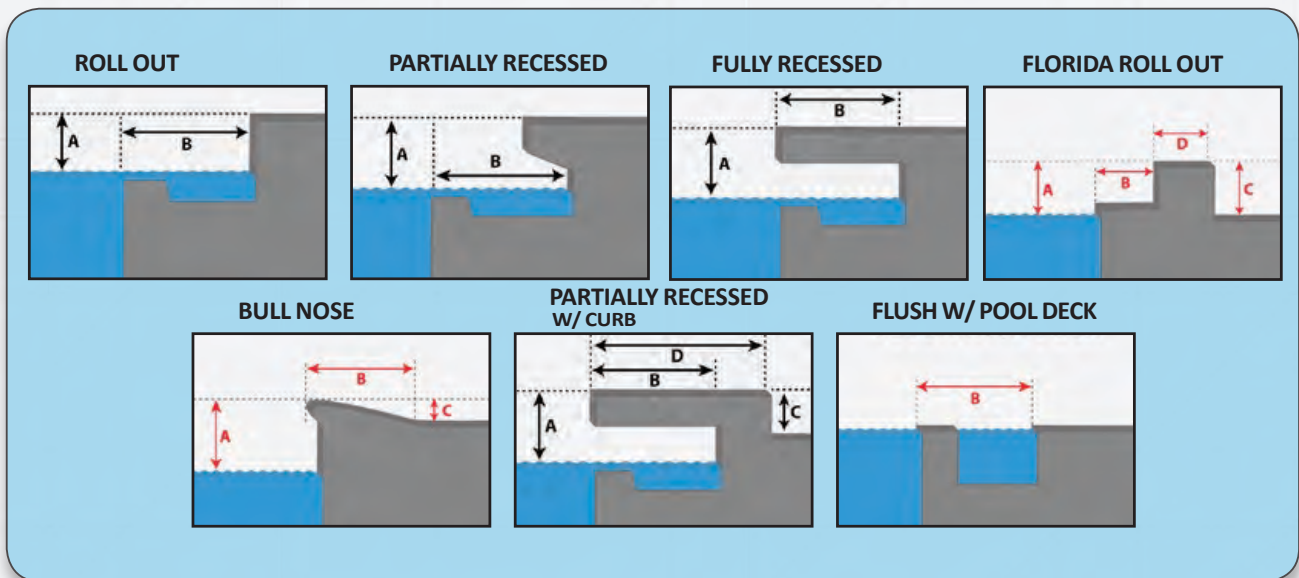 ROLL OUT
PARTIALLY RECESSED
FULLY RECESSED
FLORIDA ROLL OUT
A
B
A
B
A
B
A
B
D
C
BULL NOSE
PARTIALLY RECESSED
W/ CURB
FLUSH W/ POOL DECK
A
B
C
A
D
B
C
B